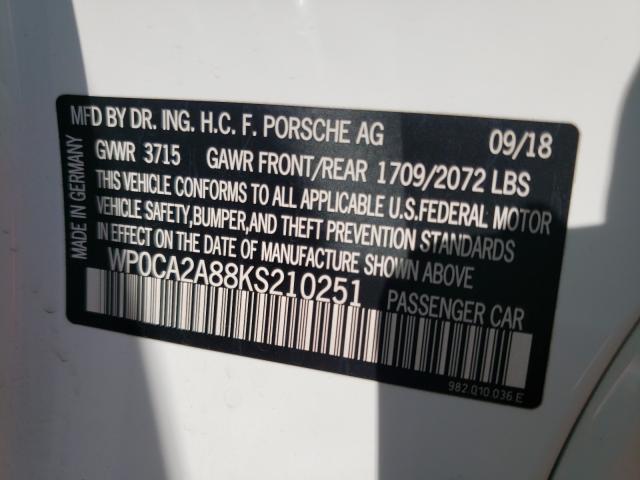 MFD BY DR. ING. H.C. F. PORSCHE AG 09/18
GVWR 3715 GAWR FRONT/REAR 1709/2072 LBS
THIS VEHICLE CONFORMS TO ALL APPLICABLE U.S.FEDERAL MOTOR
VEHICLE SAFETY,BUMPER,AND THEFT PREVENTION STANDARDS
IN EFFECT ON THE DATE OF MANUFACTURE SHOWN ABOVE
WP0CA2A88KS210251 PASSENGER CAR
982.010.036 E
MADE IN GERMANY